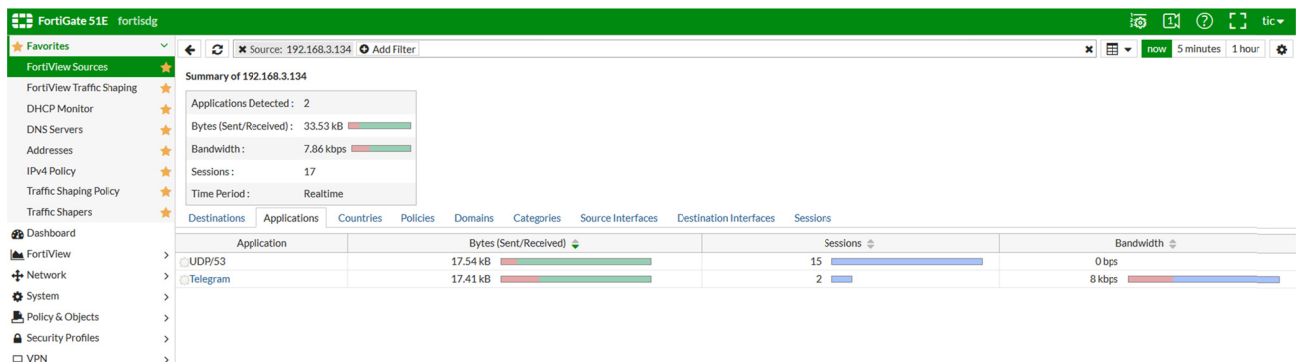 FortiGate 51E fortisdg
1
tic
Favorites
FortiView Sources
FortiView Traffic Shaping
DHCP Monitor
DNS Servers
Addresses
IPv4 Policy
Traffic Shaping Policy
Traffic Shapers
Dashboard
FortiView
Network
System
Policy & Objects
Security Profiles
VPN
Source: 192.168.3.134 Add Filter
now 5 minutes 1 hour
Summary of 192.168.3.134
Applications Detected : 2
Bytes (Sent/Received) : 33.53 kB
Bandwidth : 7.86 kbps
Sessions : 17
Time Period : Realtime
Destinations Applications Countries Policies Domains Categories Source Interfaces Destination Interfaces Sessions
Application Bytes (Sent/Received) Sessions Bandwidth
UDP/53 17.54 kB 15 0 bps
Telegram 17.41 kB 2 8 kbps